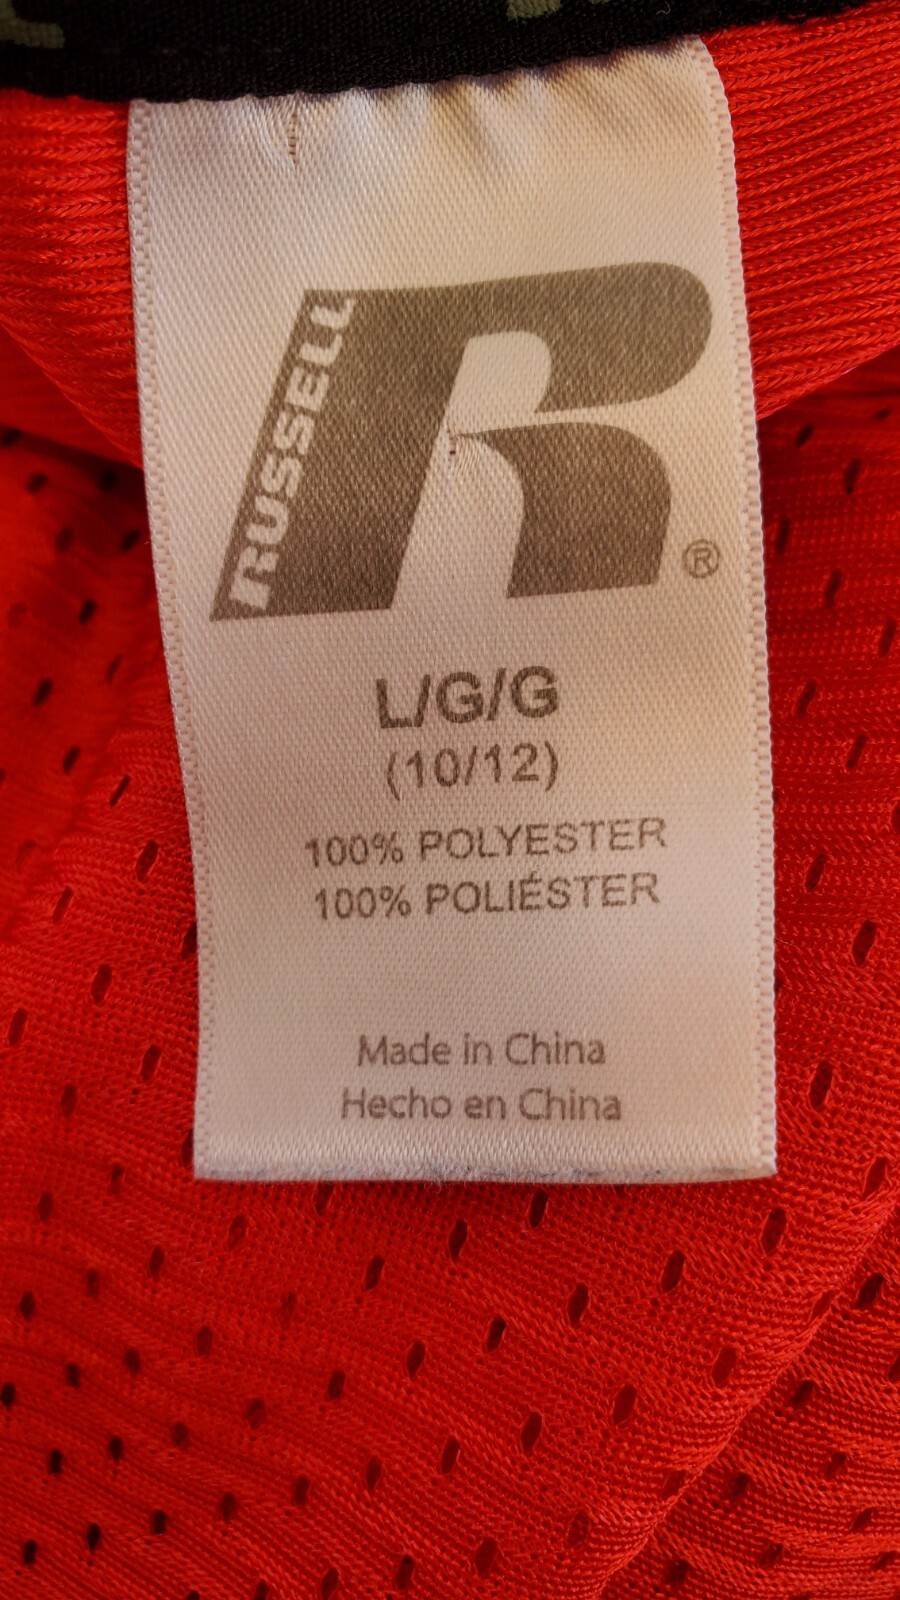 RUSSELL
R
®
L/G/G
(10/12)
100% POLYESTER
100% POLIÉSTER
Made in China
Hecho en China